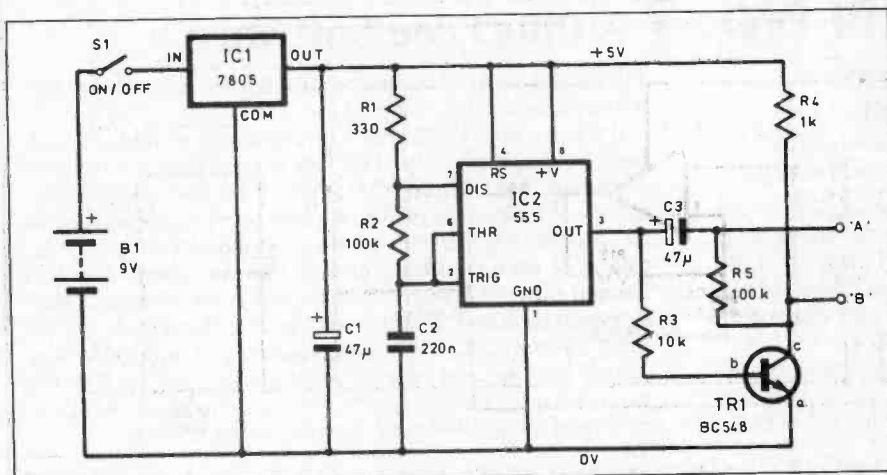 S1
ON/OFF
IN
IC1
7805
OUT
COM
+5V
R1
330
R4
1k
4
8
RS
+V
7
DIS
IC2
555
R2
100k
6
THR
OUT
3
C3
+
47µ
'A'
2
TRIG
GND
1
R5
100k
'B'
+
B1
9V
+
C1
47µ
C2
220n
R3
10k
b
c
e
TR1
BC548
0V